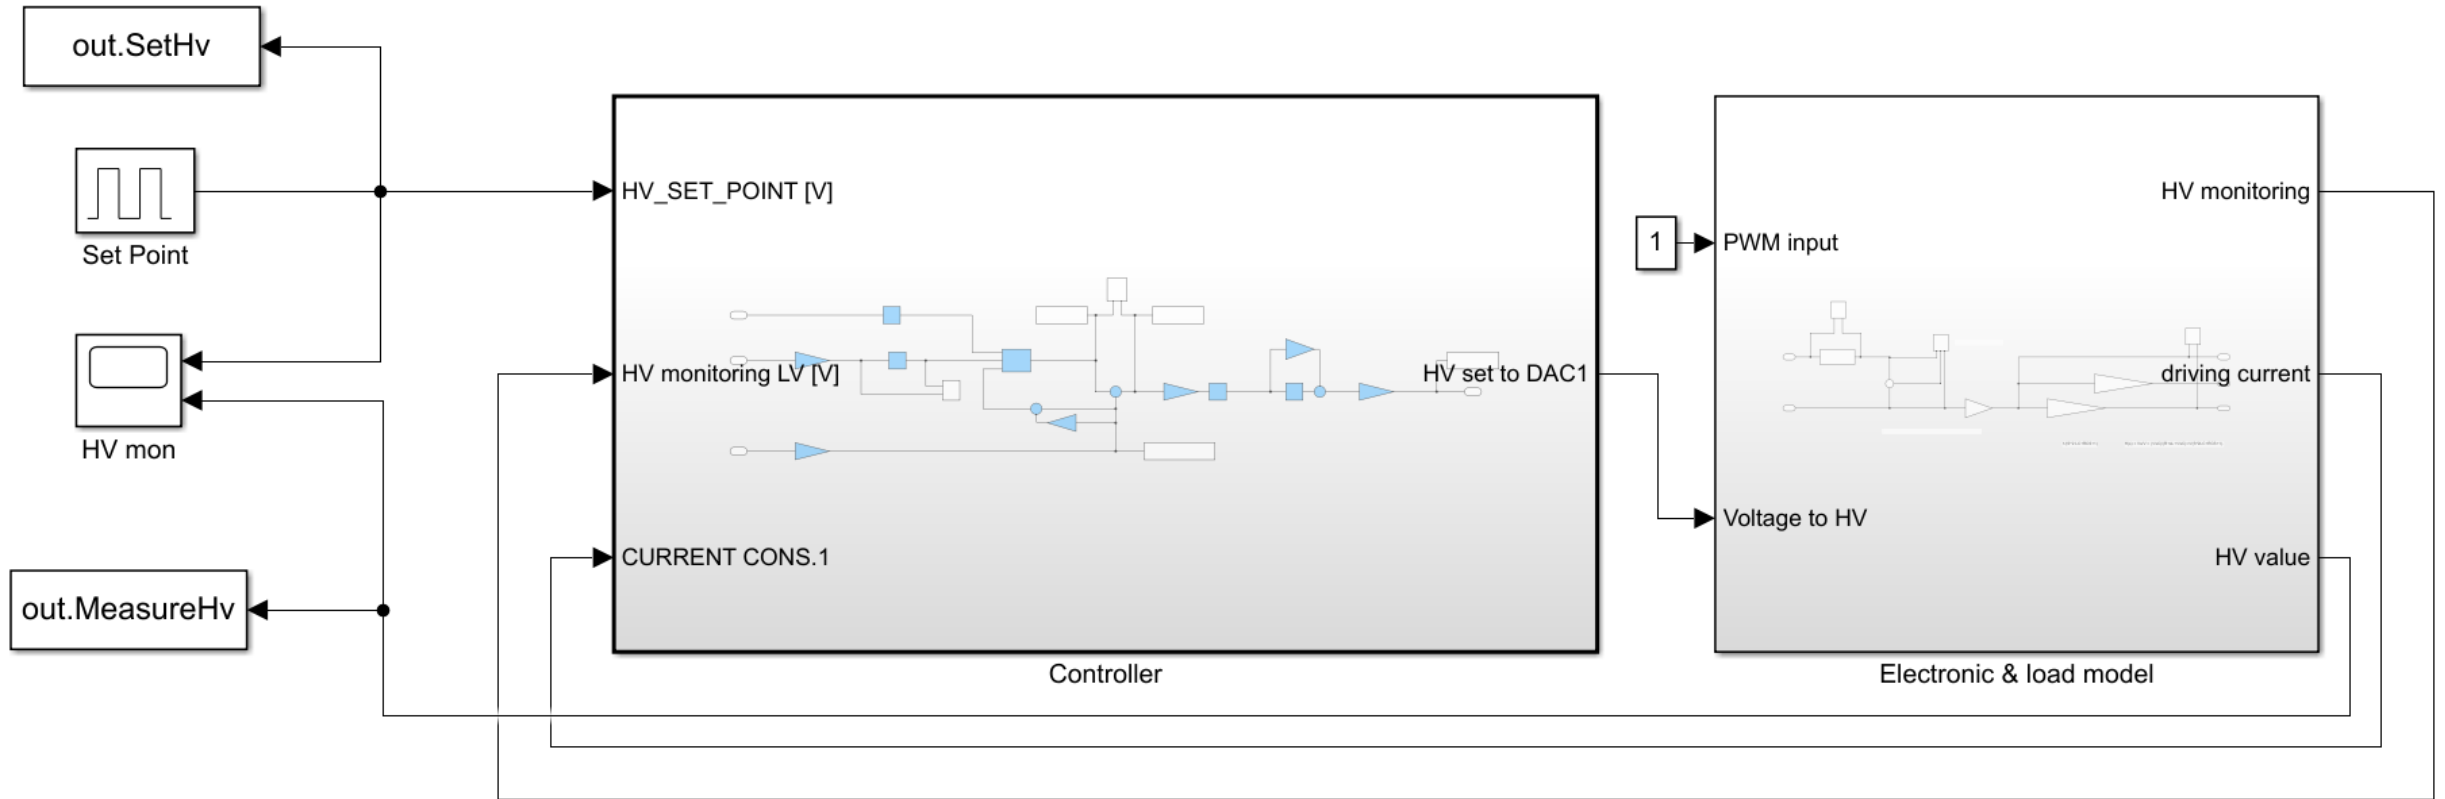 out.SetHv
Set Point
HV mon
out.MeasureHv
HV_SET_POINT [V]
HV monitoring LV [V]
CURRENT CONS.1
HV set to DAC1
Controller
1
PWM input
Voltage to HV
HV monitoring
driving current
HV value
Electronic & load model